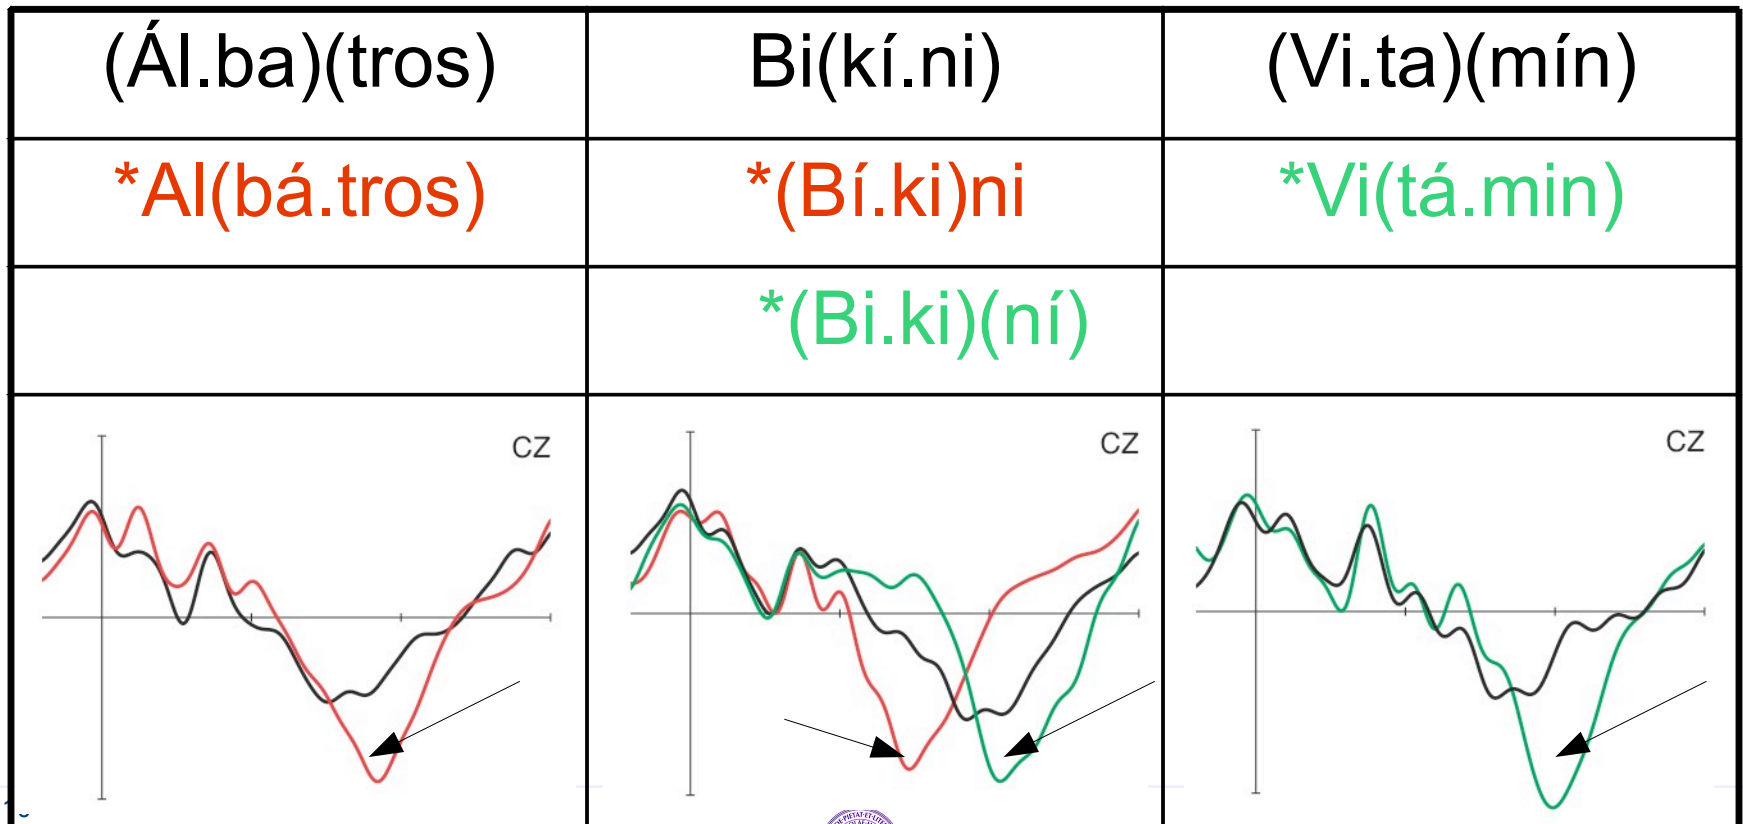 (Ál.ba)(tros) Bi(kí.ni) (Vi.ta)(mín)
*Al(bá.tros) *(Bí.ki)ni *Vi(tá.min)
*(Bi.ki)(ní)
CZ CZ CZ